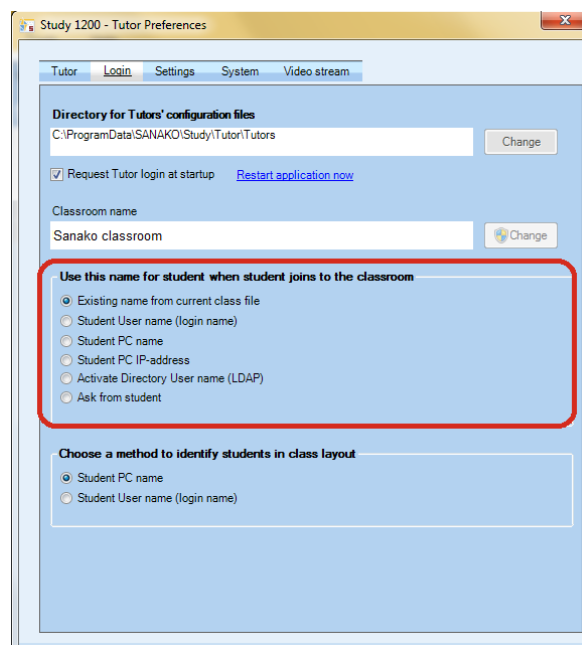 Study 1200 - Tutor Preferences
Tutor Login Settings System Video stream
Directory for Tutors' configuration files
C:\ProgramData\SANAKO\Study\Tutor\Tutors
Change
Request Tutor login at startup Restart application now
Classroom name
Sanako classroom
Change
Use this name for student when student joins to the classroom
Existing name from current class file
Student User name (login name)
Student PC name
Student PC IP-address
Activate Directory User name (LDAP)
Ask from student
Choose a method to identify students in class layout
Student PC name
Student User name (login name)